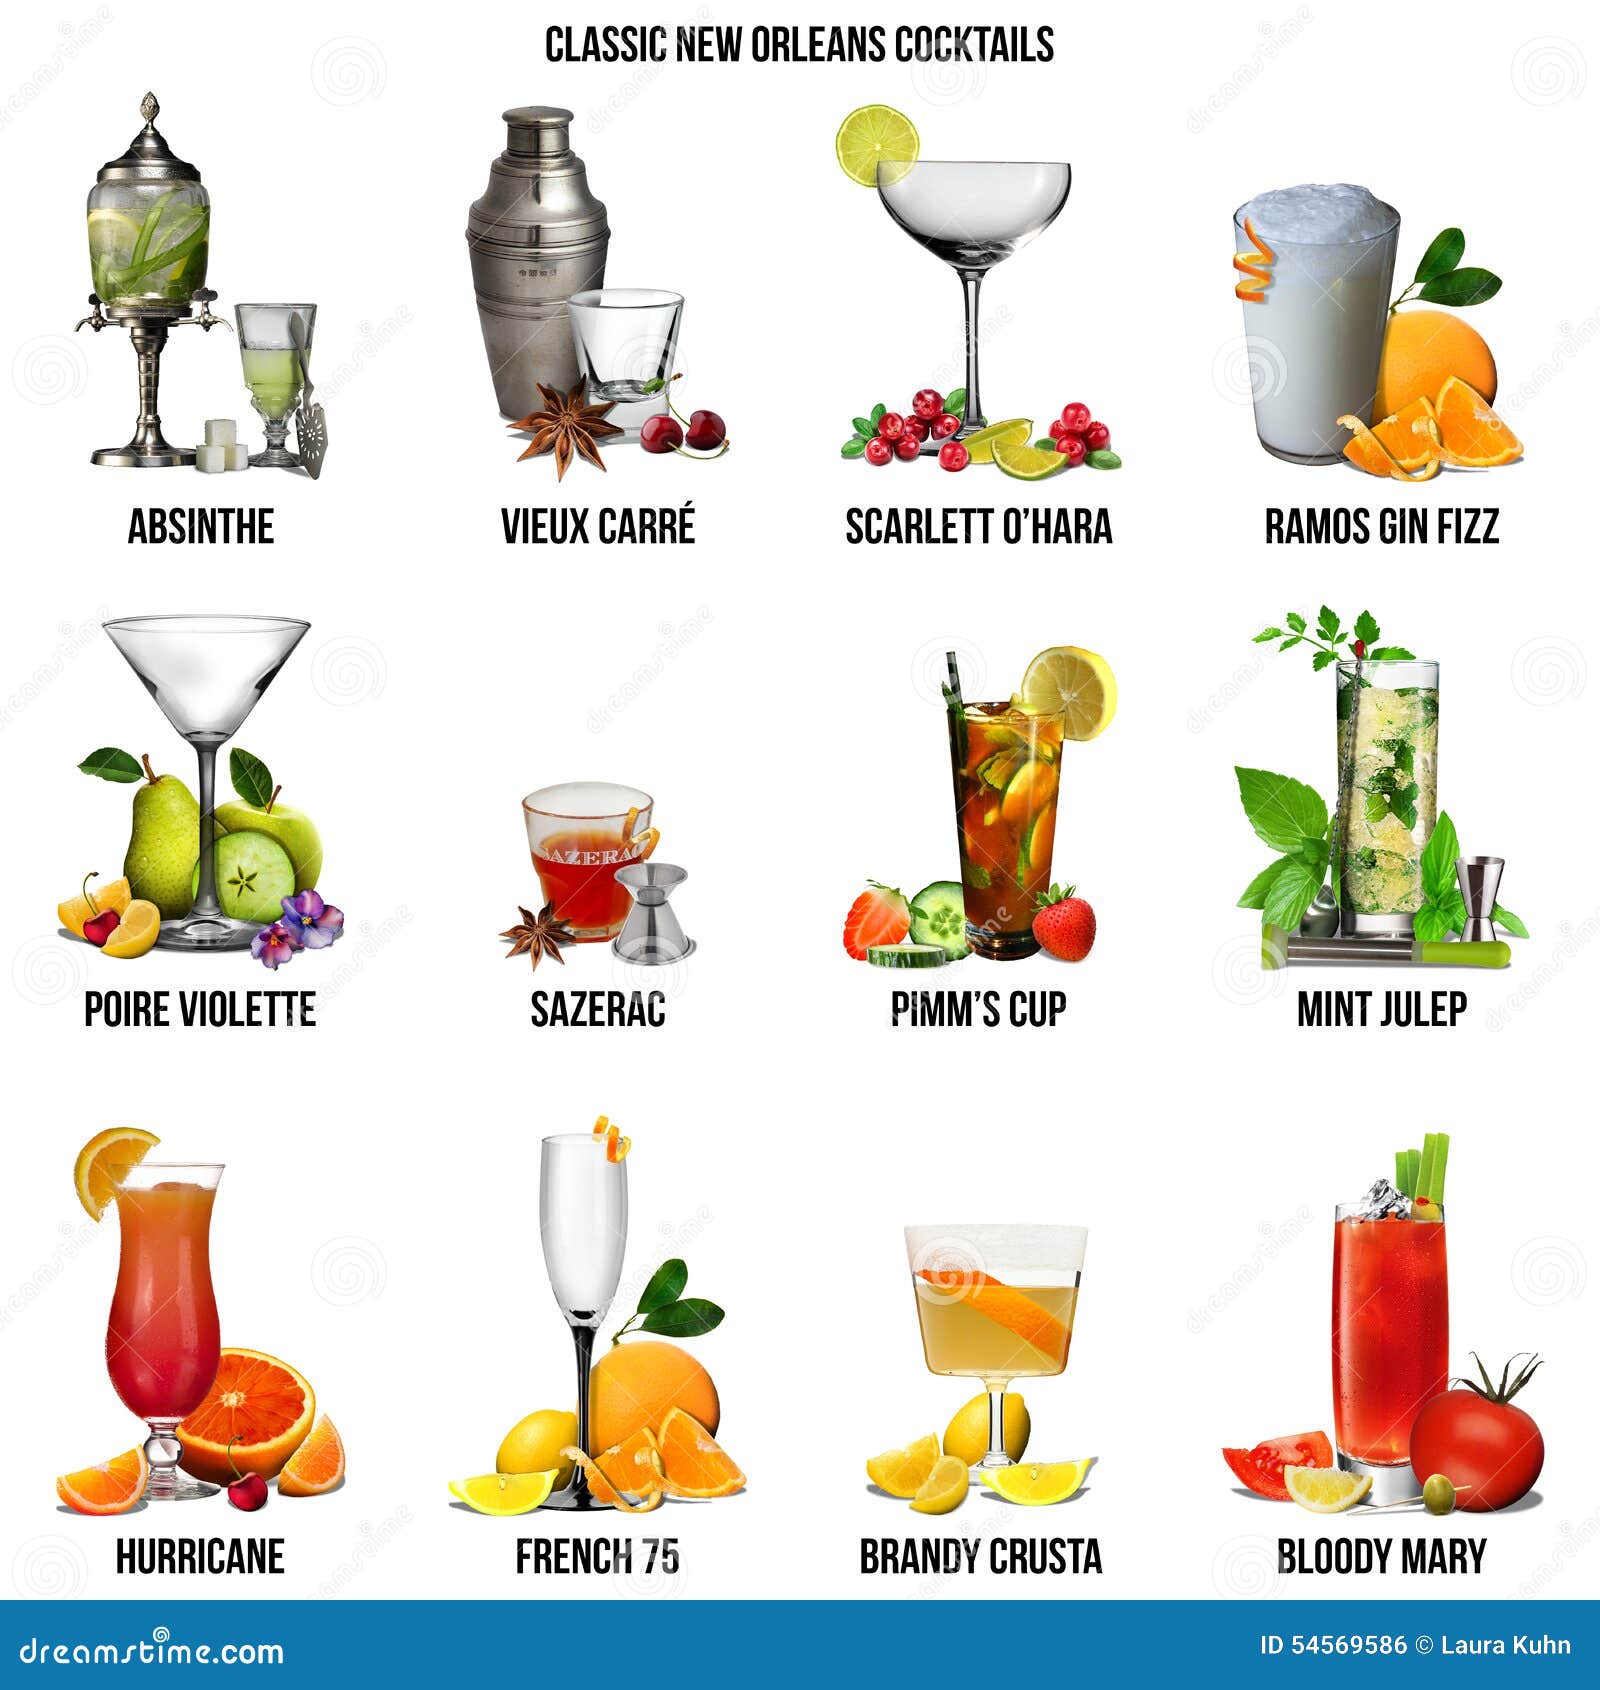 CLASSIC NEW ORLEANS COCKTAILS
ABSINTHE
VIEUX CARRÉ
SCARLETT O'HARA
RAMOS GIN FIZZ
SAZERAC
POIRE VIOLETTE
SAZERAC
PIMM'S CUP
MINT JULEP
HURRICANE
FRENCH 75
BRANDY CRUSTA
BLOODY MARY
dreamstime.com
ID 54569586 © Laura Kuhn